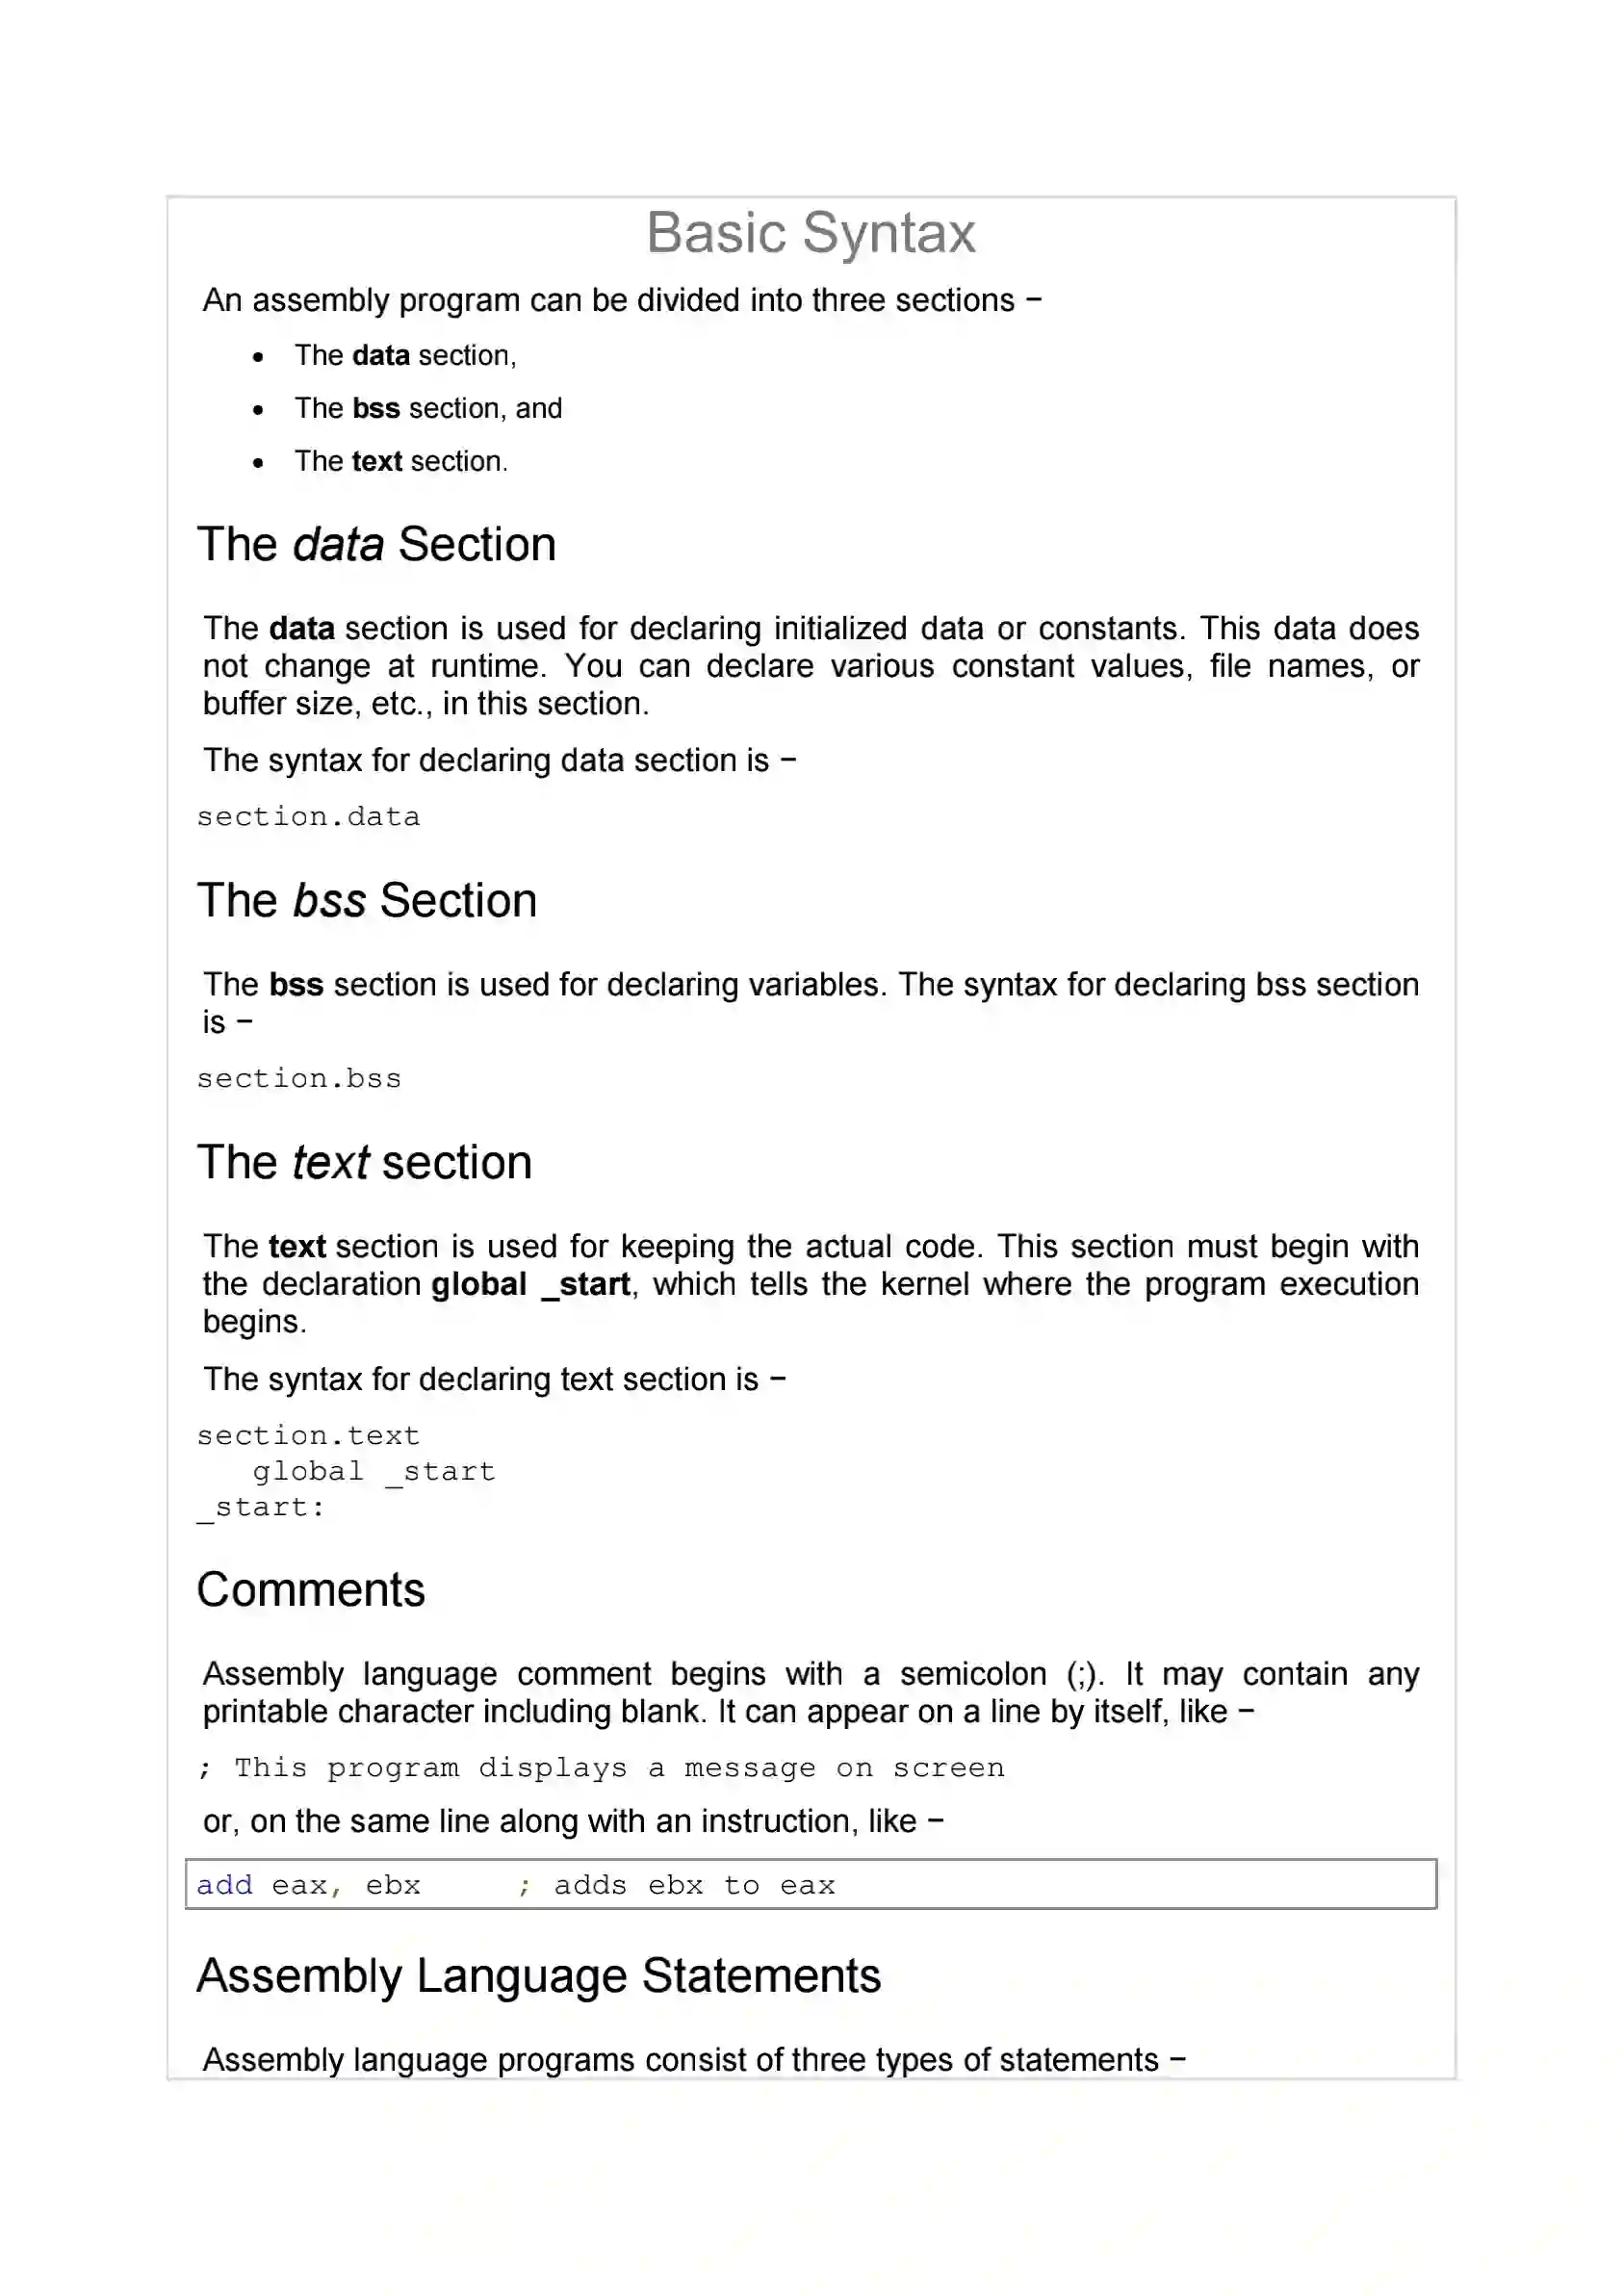 Basic Syntax
An assembly program can be divided into three sections −
• The data section,
• The bss section, and
• The text section.
The data Section
The data section is used for declaring initialized data or constants. This data does
not change at runtime. You can declare various constant values, file names, or
buffer size, etc., in this section.
The syntax for declaring data section is −
section.data
The bss Section
The bss section is used for declaring variables. The syntax for declaring bss section
is −
section.bss
The text section
The text section is used for keeping the actual code. This section must begin with
the declaration global _start, which tells the kernel where the program execution
begins.
The syntax for declaring text section is −
section.text
   global _start
_start:
Comments
Assembly language comment begins with a semicolon (;). It may contain any
printable character including blank. It can appear on a line by itself, like −
; This program displays a message on screen
or, on the same line along with an instruction, like −
add eax, ebx     ; adds ebx to eax
Assembly Language Statements
Assembly language programs consist of three types of statements −